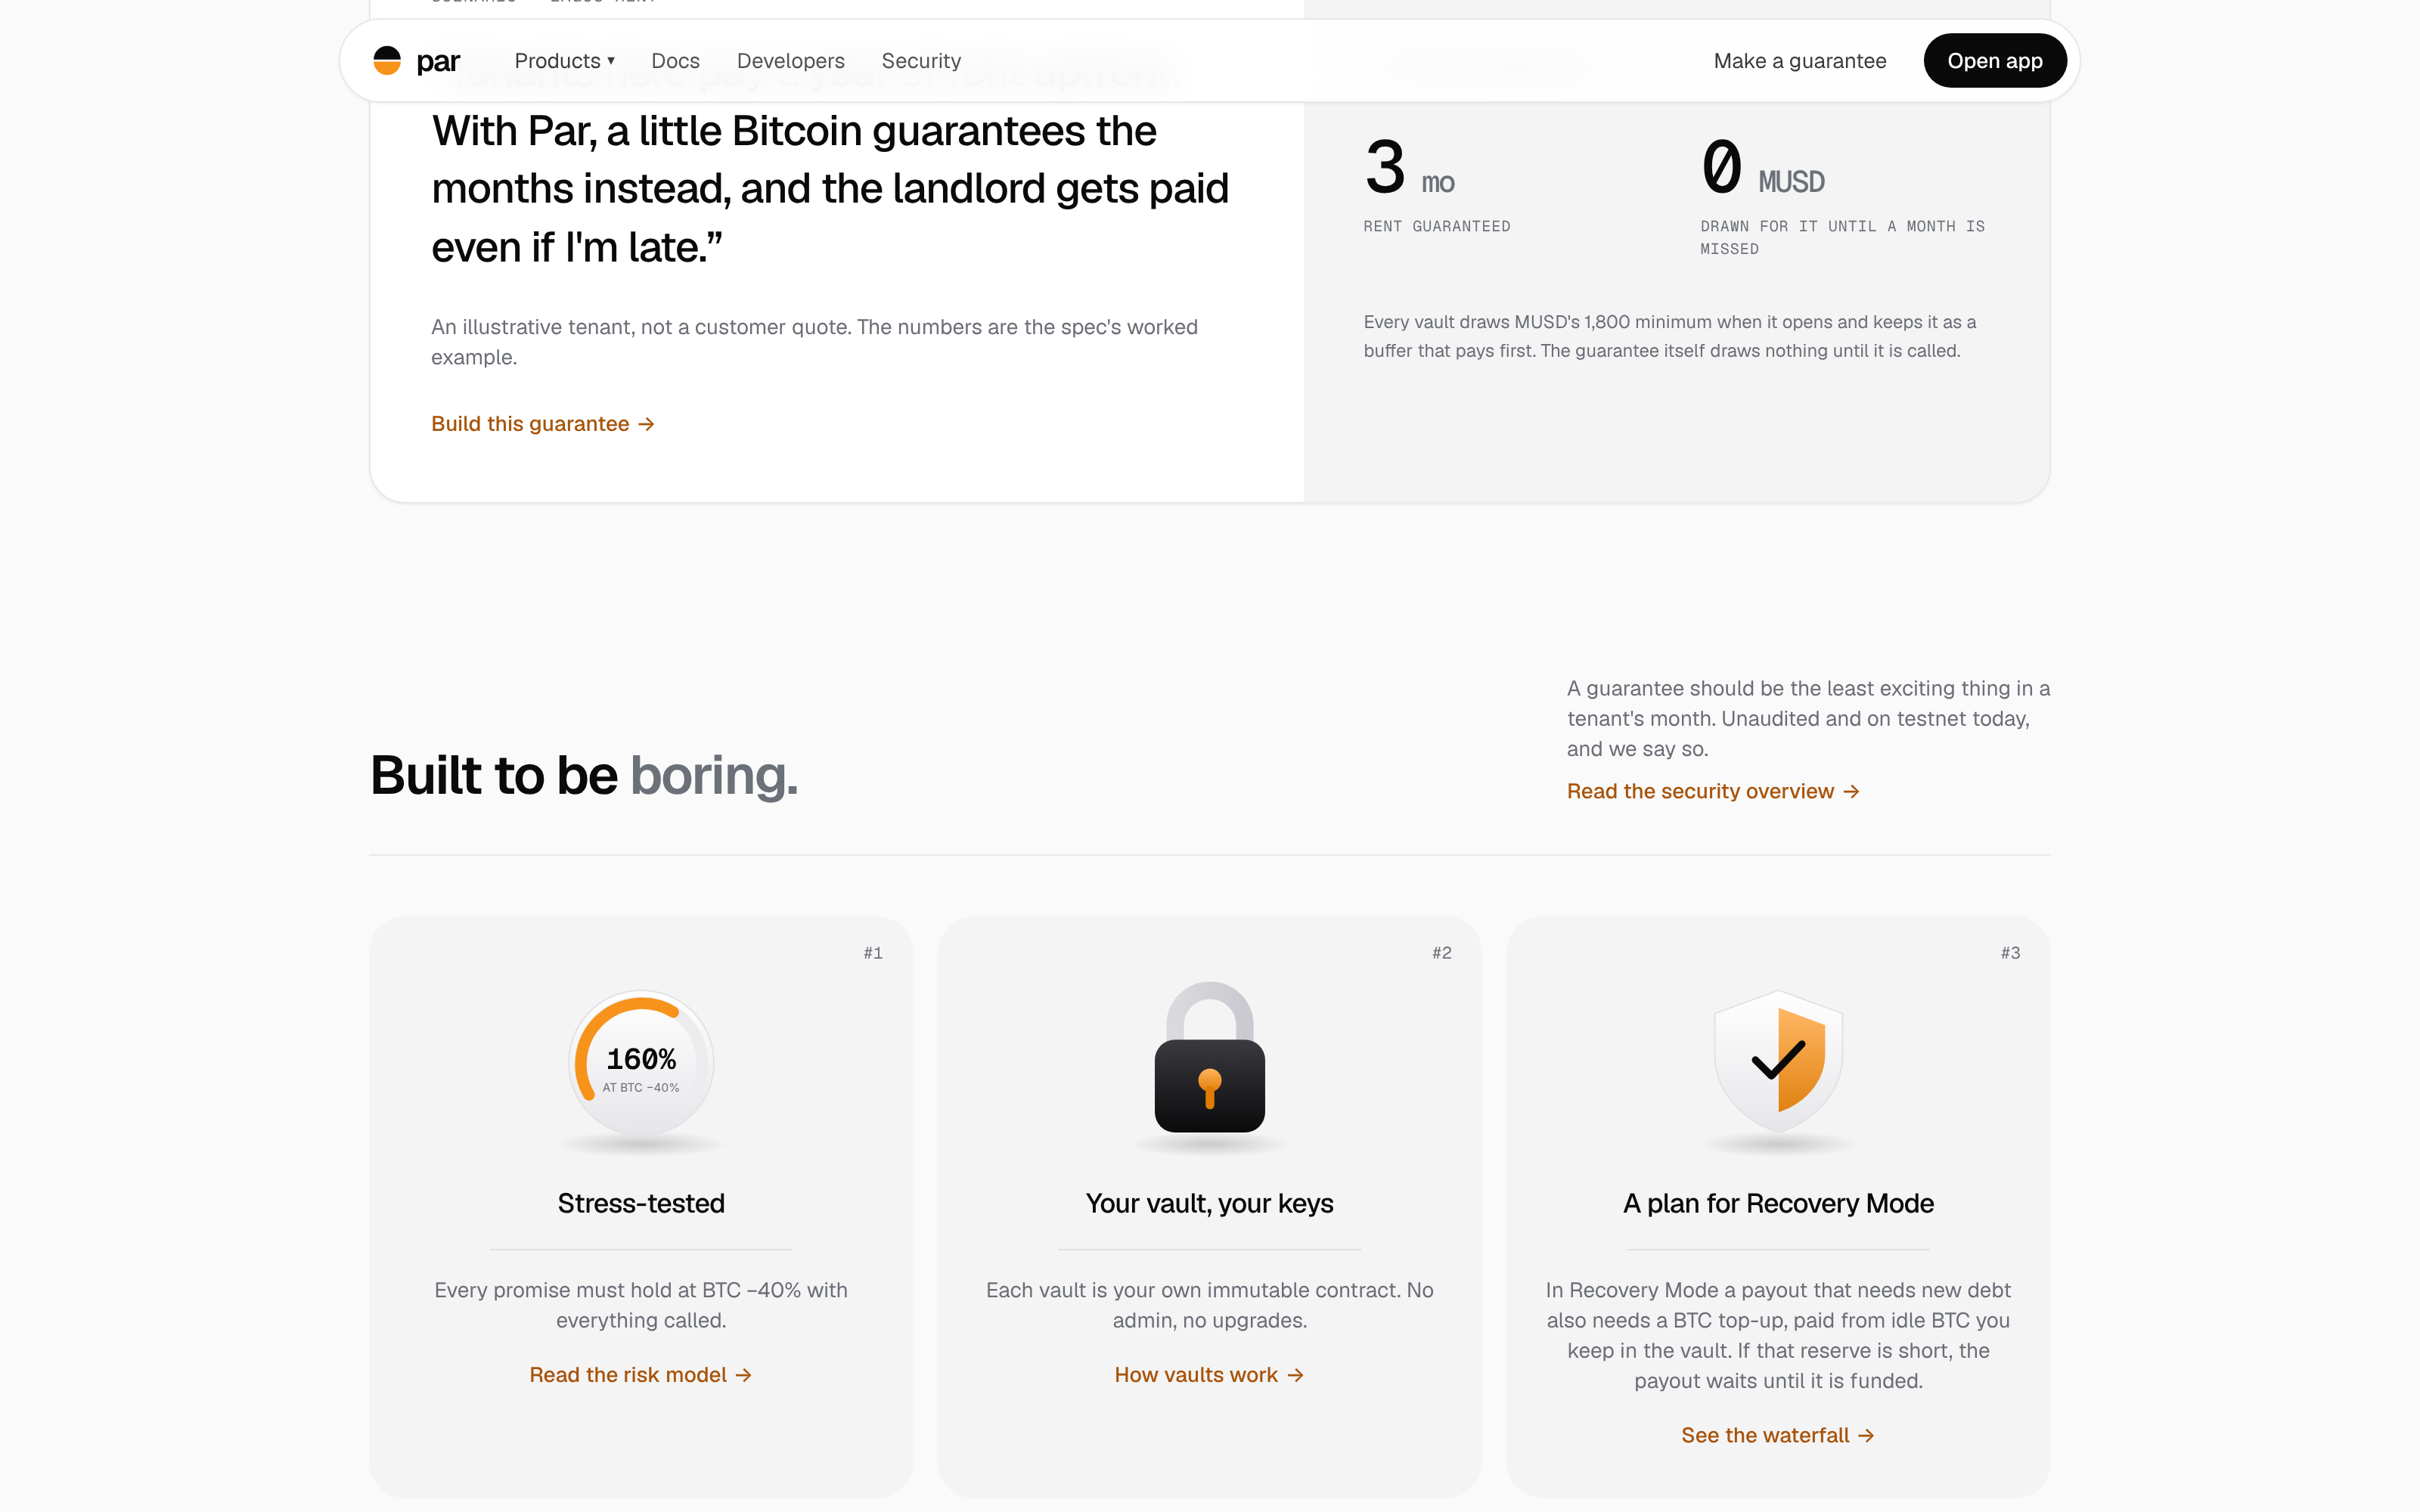 par
Products ▾
Docs
Developers
Security
Make a guarantee
Open app
Tenants here pay a year of rent upfront.
With Par, a little Bitcoin guarantees the
months instead, and the landlord gets paid
even if I'm late.”
An illustrative tenant, not a customer quote. The numbers are the spec's worked
example.
Build this guarantee →
3 mo
RENT GUARANTEED
0 MUSD
DRAWN FOR IT UNTIL A MONTH IS
MISSED
Every vault draws MUSD's 1,800 minimum when it opens and keeps it as a
buffer that pays first. The guarantee itself draws nothing until it is called.
Built to be boring.
A guarantee should be the least exciting thing in a
tenant's month. Unaudited and on testnet today,
and we say so.
Read the security overview →
#1
160%
AT BTC −40%
Stress-tested
Every promise must hold at BTC −40% with
everything called.
Read the risk model →
#2
Your vault, your keys
Each vault is your own immutable contract. No
admin, no upgrades.
How vaults work →
#3
A plan for Recovery Mode
In Recovery Mode a payout that needs new debt
also needs a BTC top-up, paid from idle BTC you
keep in the vault. If that reserve is short, the
payout waits until it is funded.
See the waterfall →